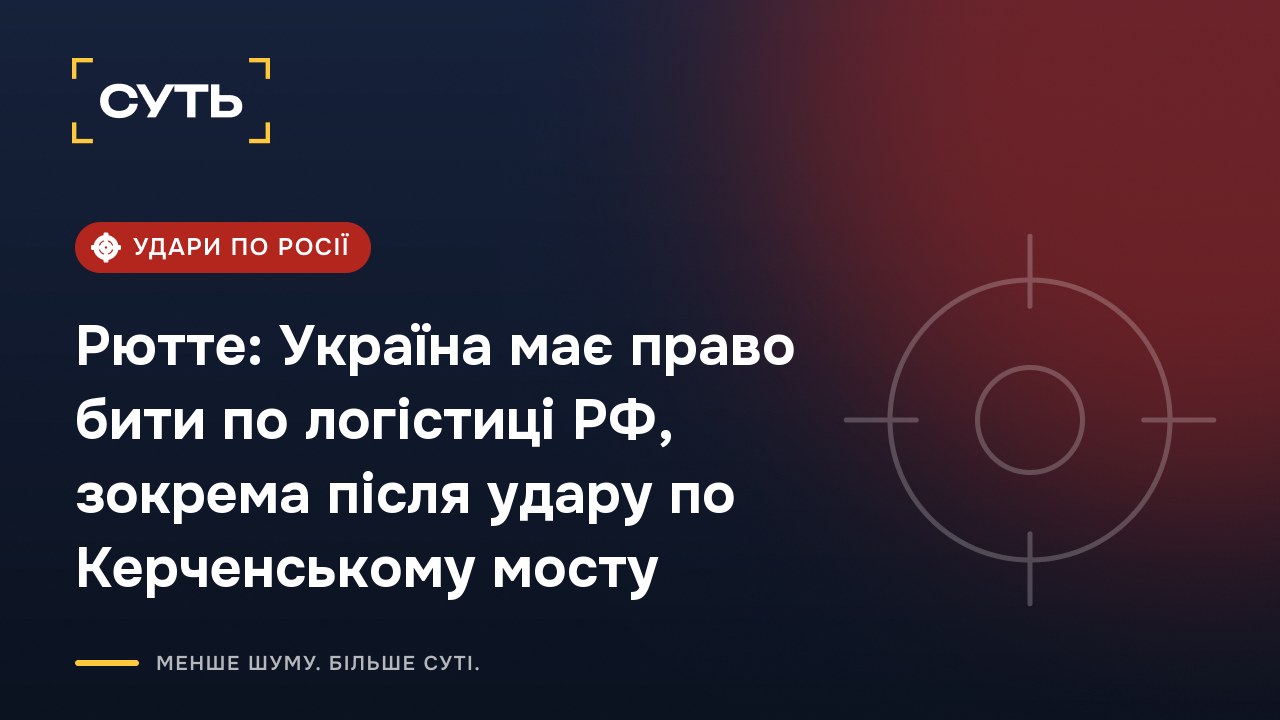 СУТЬ
УДАРИ ПО РОСІЇ
Рютте: Україна має право
бити по логістиці РФ,
зокрема після удару по
Керченському мосту
МЕНШЕ ШУМУ. БІЛЬШЕ СУТІ.